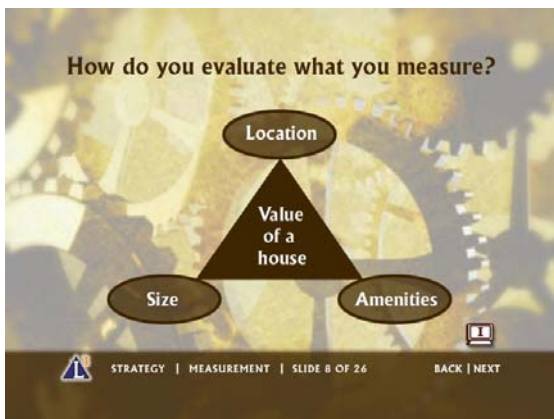 How do you evaluate what you measure?
Location
Value
of a
house
Size
Amenities
I
L
STRATEGY | MEASUREMENT | SLIDE 8 OF 26
BACK | NEXT